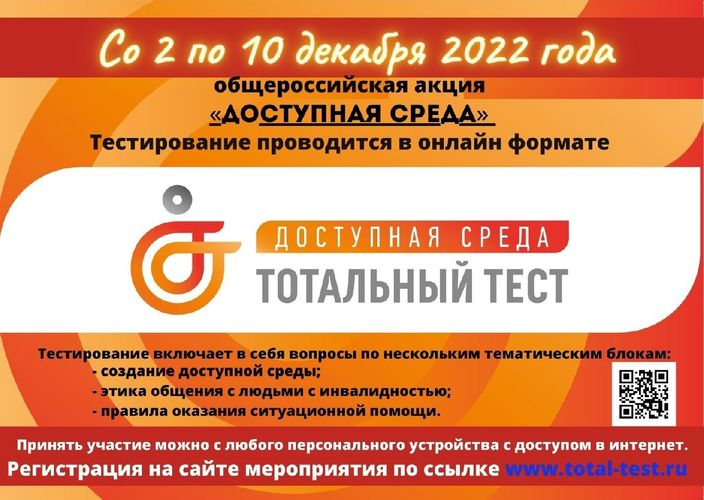 Со 2 по 10 декабря 2022 года
общероссийская акция
«ДОСТУПНАЯ СРЕДА»
Тестирование проводится в онлайн формате
ДОСТУПНАЯ СРЕДА
ТОТАЛЬНЫЙ ТЕСТ
Тестирование включает в себя вопросы по нескольким тематическим блокам:
- создание доступной среды;
- этика общения с людьми с инвалидностью;
- правила оказания ситуационной помощи.
Принять участие можно с любого персонального устройства с доступом в интернет.
Регистрация на сайте мероприятия по ссылке www.total-test.ru